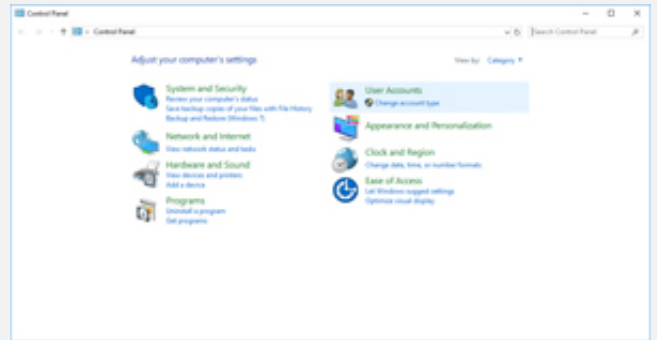 Control Panel
Control Panel
Search Control Panel
Adjust your computer's settings
View by: Category
System and Security
Review your computer's status
Save backup copies of your files with File History
Backup and Restore (Windows 7)
Network and Internet
View network status and tasks
Hardware and Sound
View devices and printers
Add a device
Programs
Uninstall a program
Get programs
User Accounts
Change account type
Appearance and Personalization
Clock and Region
Change date, time, or number formats
Ease of Access
Let Windows suggest settings
Optimize visual display